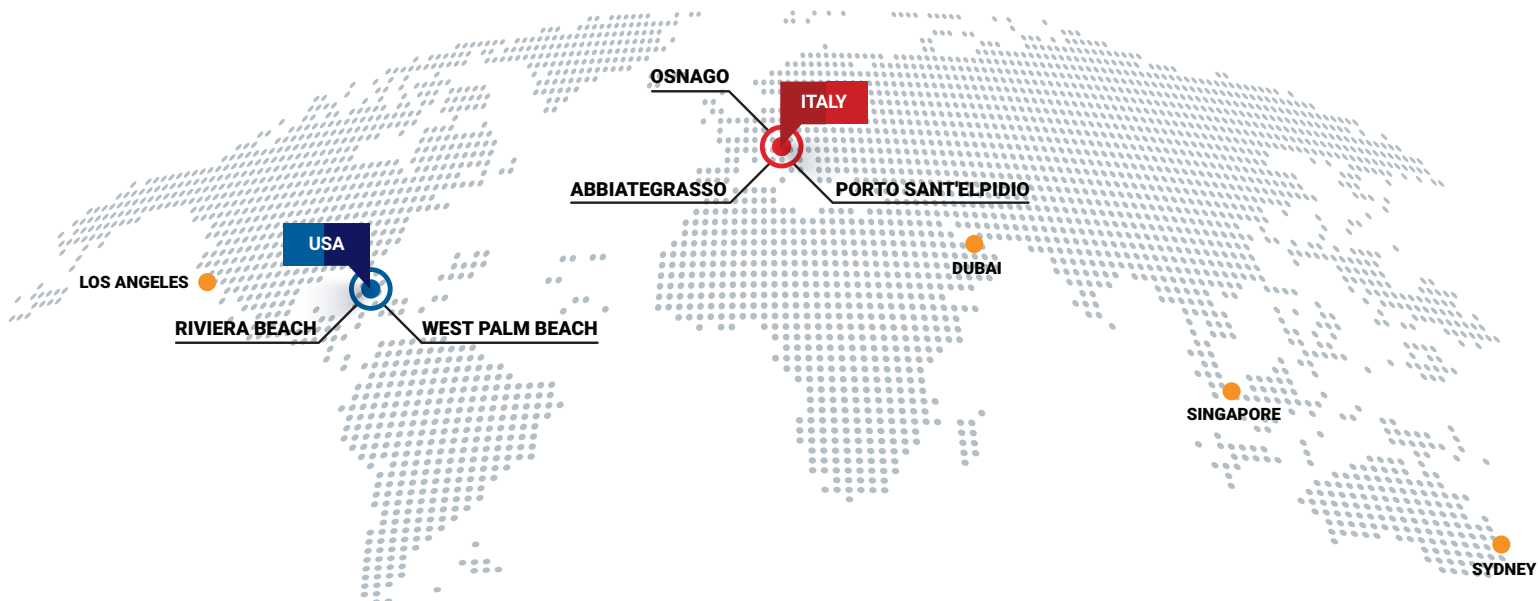 OSNAGO
ITALY
ABBIATEGRASSO
PORTO SANT'ELPIDIO
USA
LOS ANGELES
DUBAI
RIVIERA BEACH
WEST PALM BEACH
SINGAPORE
SYDNEY